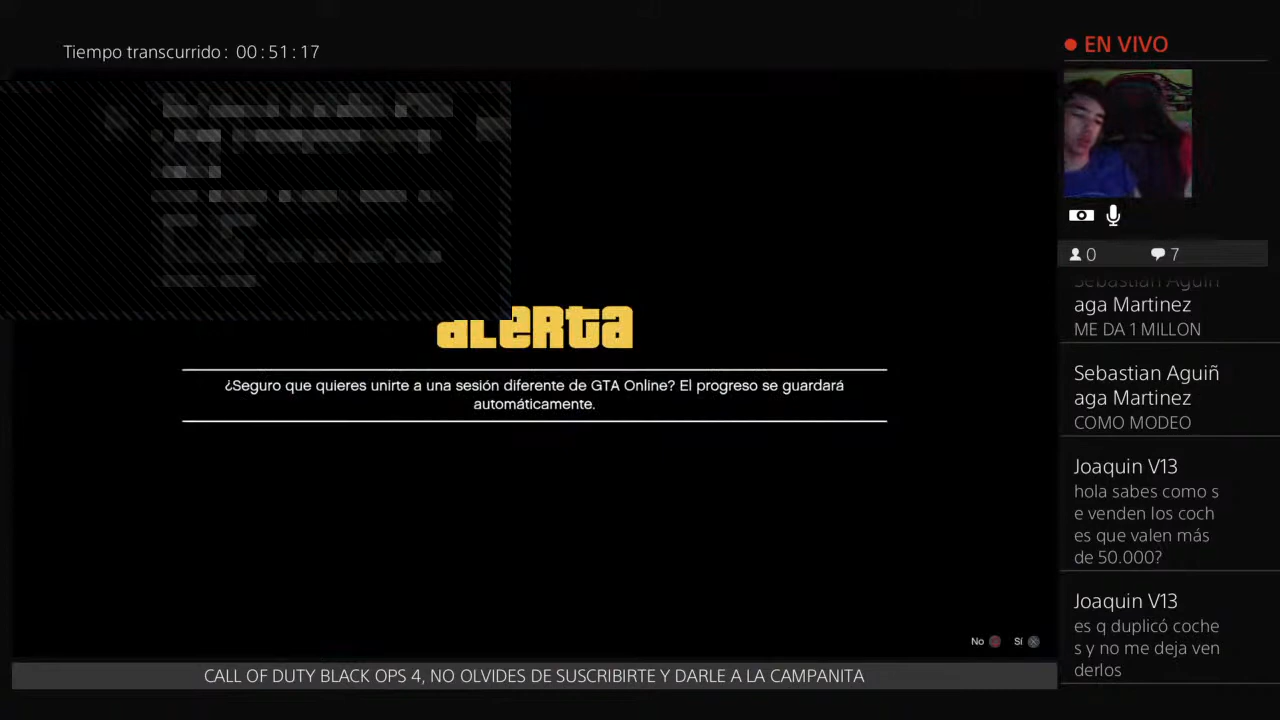 Tiempo transcurrido: 00:51:17
EN VIVO
0
7
aLeRta
¿Seguro que quieres unirte a una sesión diferente de GTA Online? El progreso se guardará
automáticamente.
No
Sí
CALL OF DUTY BLACK OPS 4, NO OLVIDES DE SUSCRIBIRTE Y DARLE A LA CAMPANITA
Sebastian Aguiñ
aga Martinez
ME DA 1 MILLON
Sebastian Aguiñ
aga Martinez
COMO MODEO
Joaquin V13
hola sabes como s
e venden los coch
es que valen más
de 50.000?
Joaquin V13
es q duplicó coche
s y no me deja ven
derlos